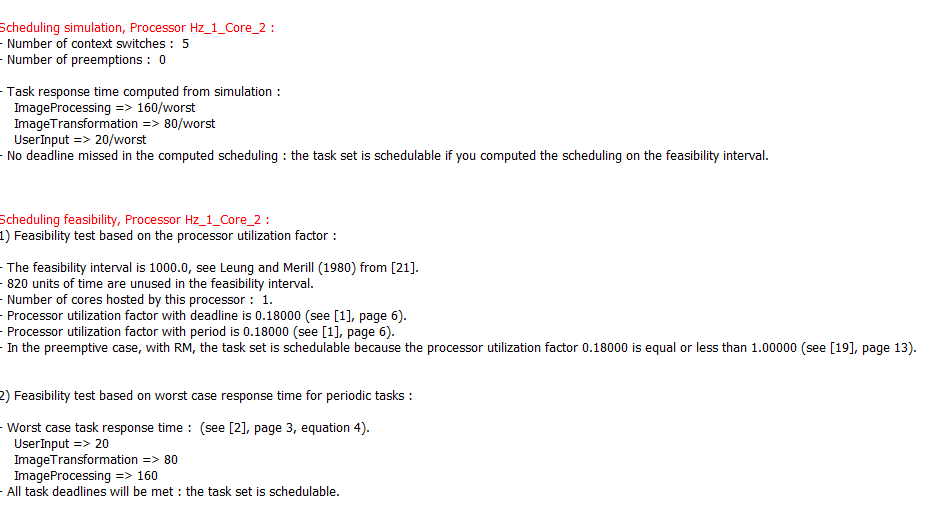 Scheduling simulation, Processor Hz_1_Core_2 :
- Number of context switches :  5
- Number of preemptions :  0
- Task response time computed from simulation :
ImageProcessing => 160/worst
ImageTransformation => 80/worst
UserInput => 20/worst
- No deadline missed in the computed scheduling : the task set is schedulable if you computed the scheduling on the feasibility interval.
Scheduling feasibility, Processor Hz_1_Core_2 :
1) Feasibility test based on the processor utilization factor :
- The feasibility interval is 1000.0, see Leung and Merill (1980) from [21].
- 820 units of time are unused in the feasibility interval.
- Number of cores hosted by this processor :  1.
- Processor utilization factor with deadline is 0.18000 (see [1], page 6).
- Processor utilization factor with period is 0.18000 (see [1], page 6).
- In the preemptive case, with RM, the task set is schedulable because the processor utilization factor 0.18000 is equal or less than 1.00000 (see [19], page 13).
2) Feasibility test based on worst case response time for periodic tasks :
- Worst case task response time :  (see [2], page 3, equation 4).
UserInput => 20
ImageTransformation => 80
ImageProcessing => 160
- All task deadlines will be met : the task set is schedulable.